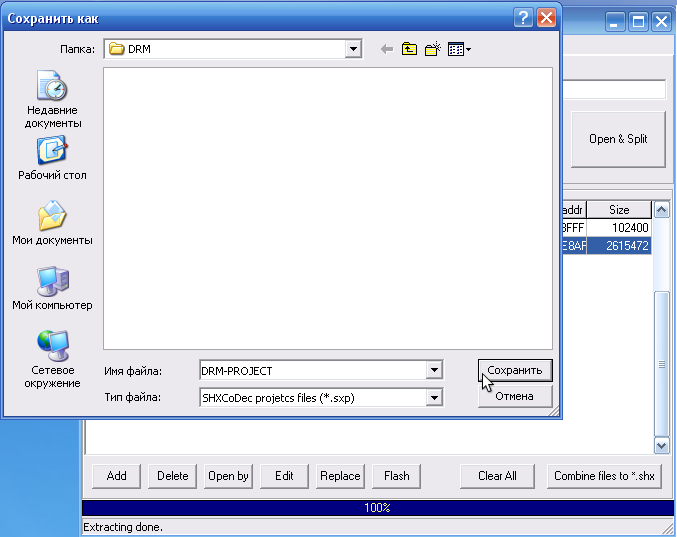 Сохранить как
Папка:
DRM
Недавние
документы
Рабочий стол
Мои документы
Мой компьютер
Сетевое
окружение
Имя файла:
DRM-PROJECT
Сохранить
Тип файла:
SHXCoDec projetcs files (*.sxp)
Отмена
Open & Split
addr
Size
3FFF
102400
E8AF
2615472
Add
Delete
Open by
Edit
Replace
Flash
Clear All
Combine files to *.shx
100%
Extracting done.